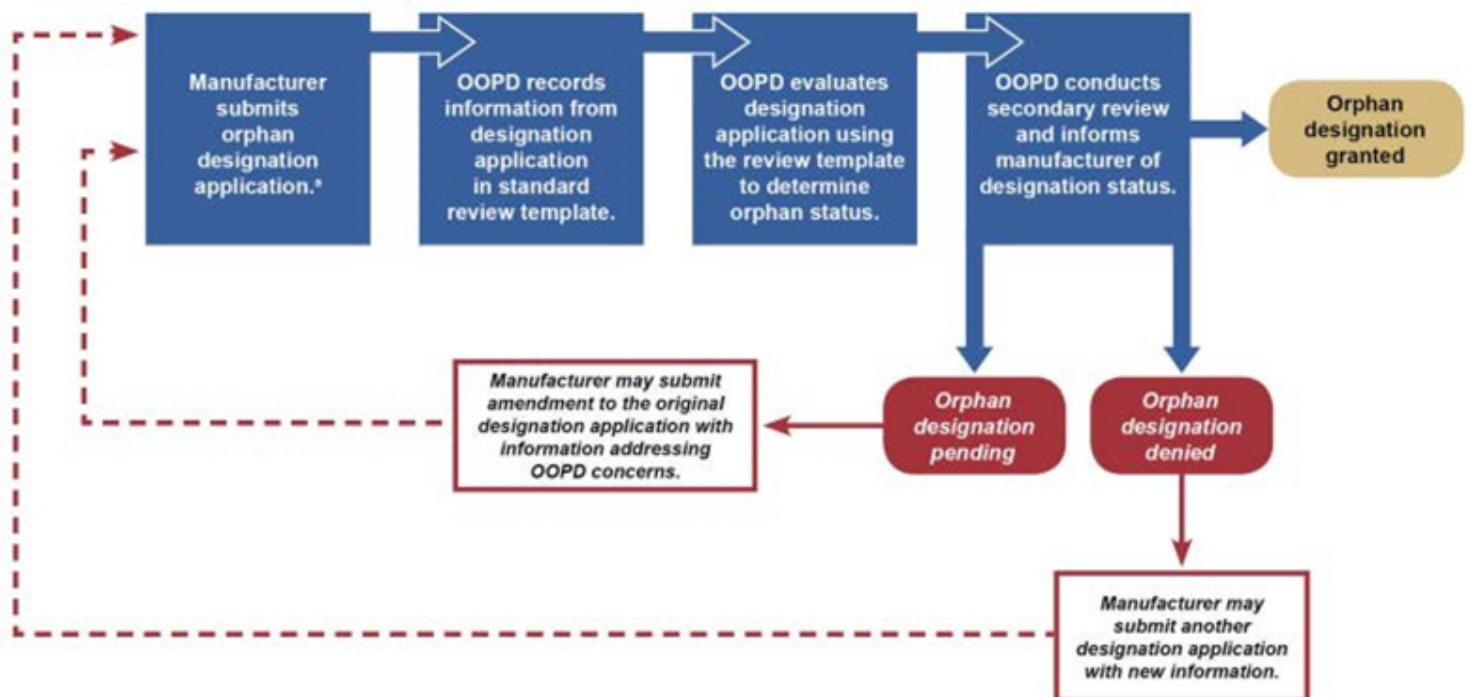 Manufacturer
submits
orphan
designation
application.ª
OOPD records
information from
designation
application
in standard
review template.
OOPD evaluates
designation
application using
the review template
to determine
orphan status.
OOPD conducts
secondary review
and informs
manufacturer of
designation status.
Orphan
designation
granted
Manufacturer may submit
amendment to the original
designation application with
information addressing
OOPD concerns.
Orphan
designation
pending
Orphan
designation
denied
Manufacturer may
submit another
designation application
with new information.